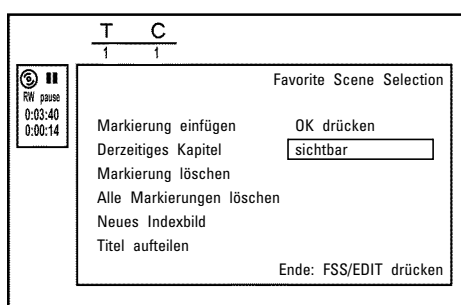 T C
1 1
RW pause
0:03:40
0:00:14
Favorite Scene Selection
Markierung einfügen OK drücken
Derzeitiges Kapitel sichtbar
Markierung löschen
Alle Markierungen löschen
Neues Indexbild
Titel aufteilen
Ende: FSS/EDIT drücken